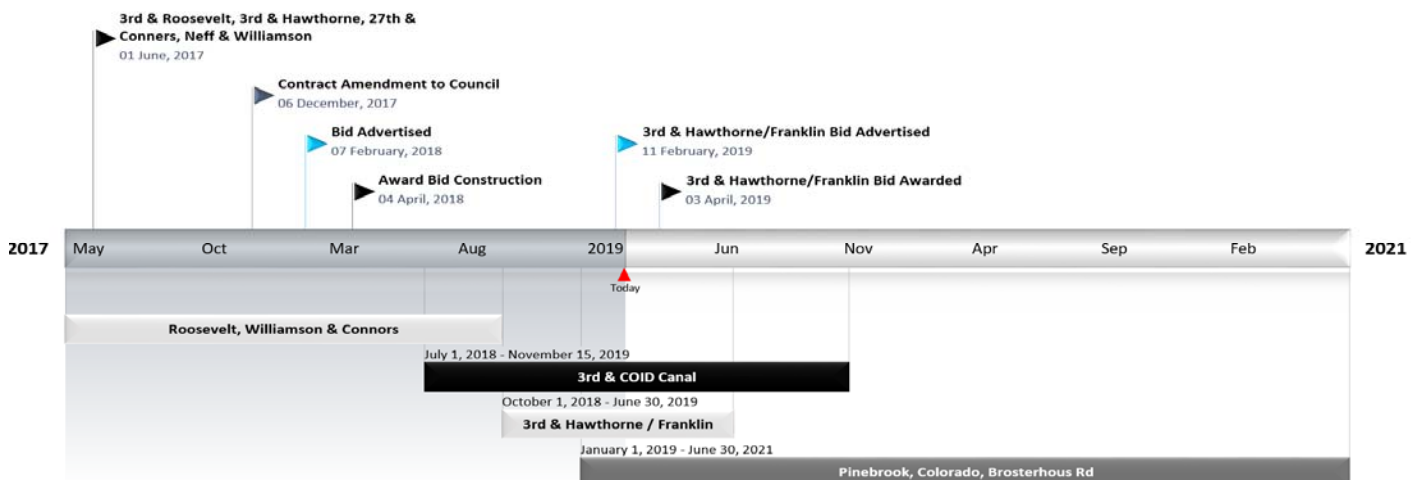 3rd & Roosevelt, 3rd & Hawthorne, 27th &
Conners, Neff & Williamson
01 June, 2017
Contract Amendment to Council
06 December, 2017
Bid Advertised
07 February, 2018
3rd & Hawthorne/Franklin Bid Advertised
11 February, 2019
Award Bid Construction
04 April, 2018
3rd & Hawthorne/Franklin Bid Awarded
03 April, 2019
2017 May Oct Mar Aug 2019 Jun Nov Apr Sep Feb 2021
Today
Roosevelt, Williamson & Connors
July 1, 2018 - November 15, 2019
3rd & COID Canal
October 1, 2018 - June 30, 2019
3rd & Hawthorne / Franklin
January 1, 2019 - June 30, 2021
Pinebrook, Colorado, Brosterhous Rd